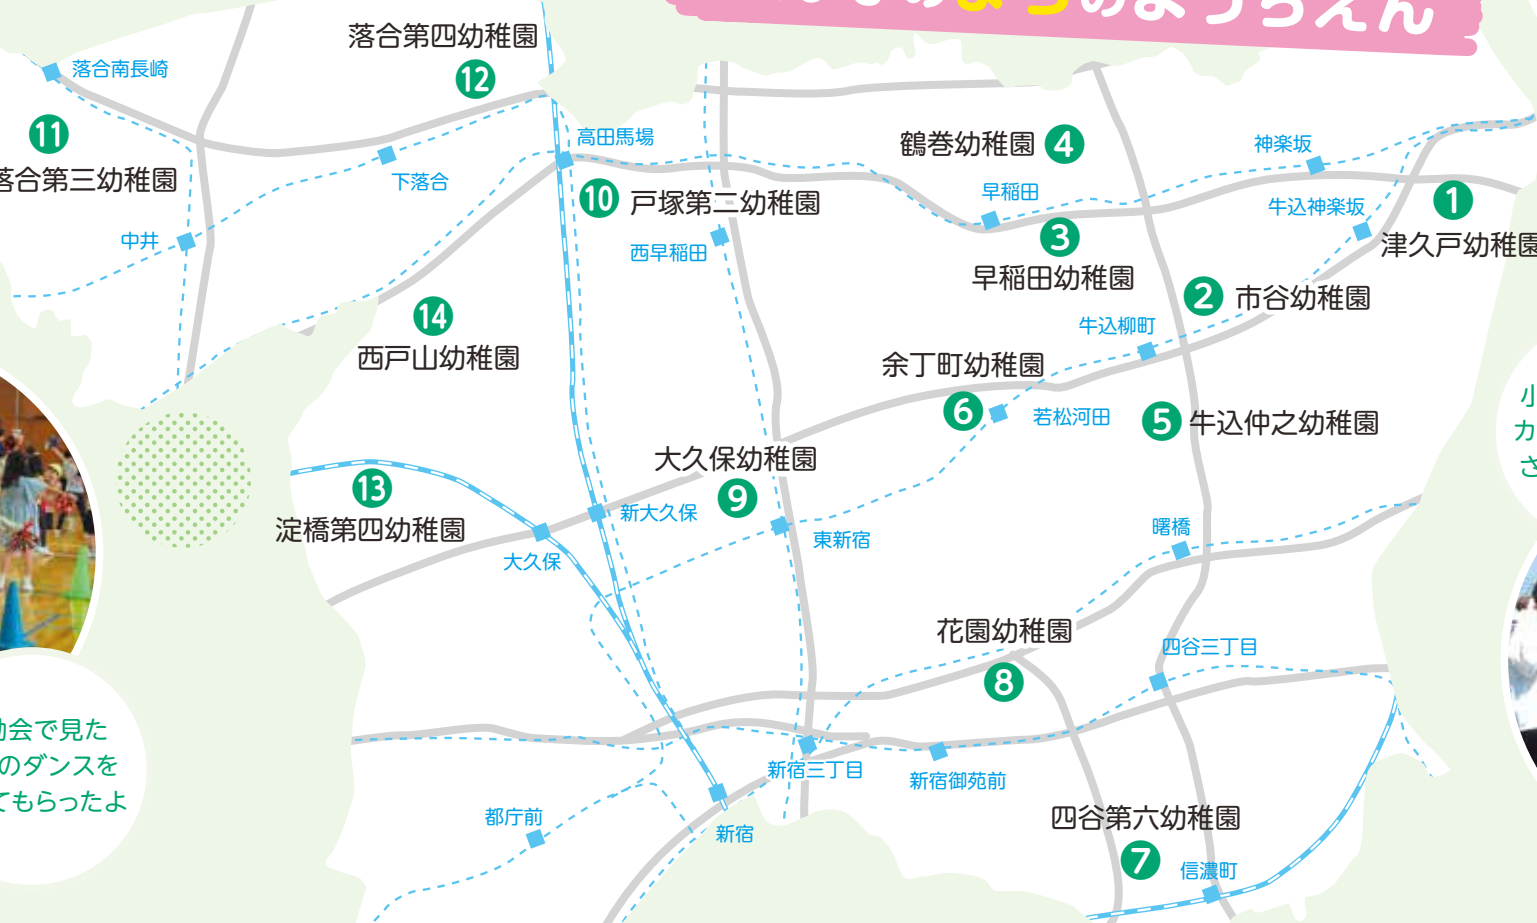 のようちえん
落合第四幼稚園
12
落合南長崎
11
落合第三幼稚園
下落合
中井
高田馬場
10 戸塚第二幼稚園
西早稲田
鶴巻幼稚園 4
早稲田
3
早稲田幼稚園
神楽坂
牛込神楽坂
1
津久戸幼稚園
2 市谷幼稚園
牛込柳町
14
西戸山幼稚園
余丁町幼稚園
6
若松河田
5 牛込仲之幼稚園
大久保幼稚園
9
13
淀橋第四幼稚園
新大久保
大久保
東新宿
曙橋
花園幼稚園
8
四谷三丁目
新宿三丁目
新宿御苑前
都庁前
新宿
四谷第六幼稚園
7
信濃町
会で見た
のダンスを
てもらったよ
小
カ
さ